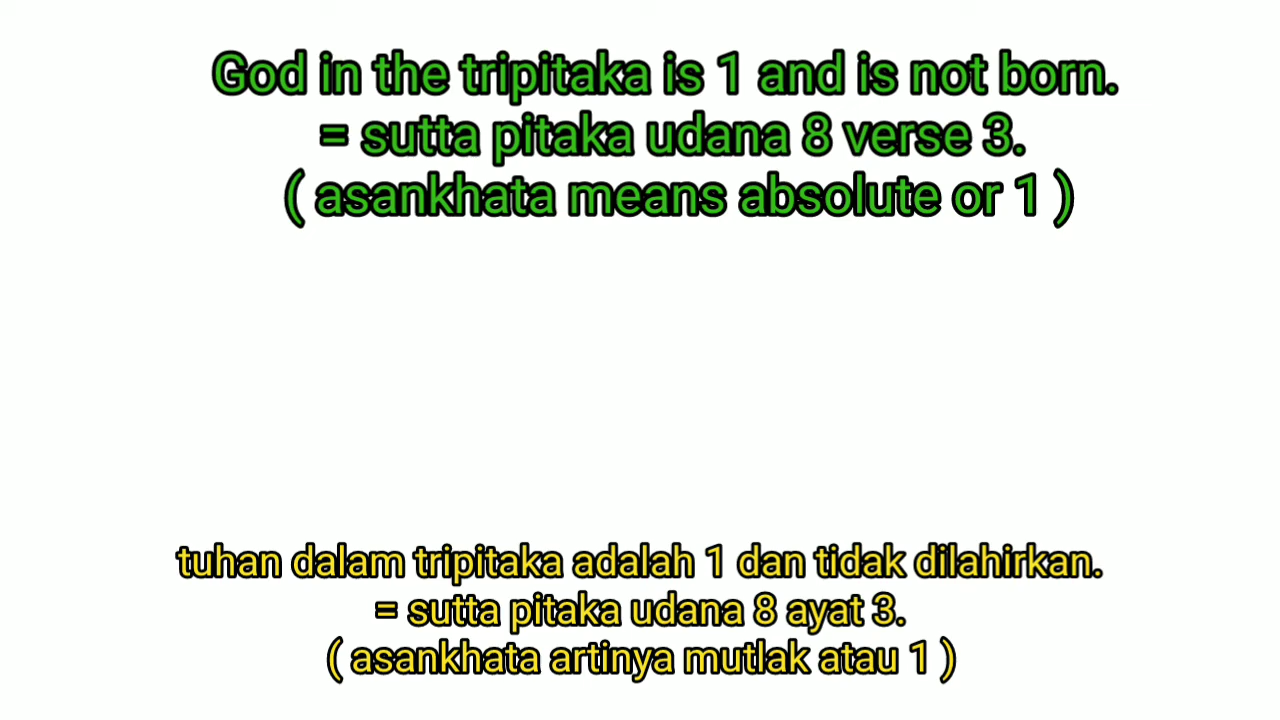 God in the tripitaka is 1 and is not born.
= sutta pitaka udana 8 verse 3.
( asankhata means absolute or 1 )
tuhan dalam tripitaka adalah 1 dan tidak dilahirkan.
= sutta pitaka udana 8 ayat 3.
( asankhata artinya mutlak atau 1 )